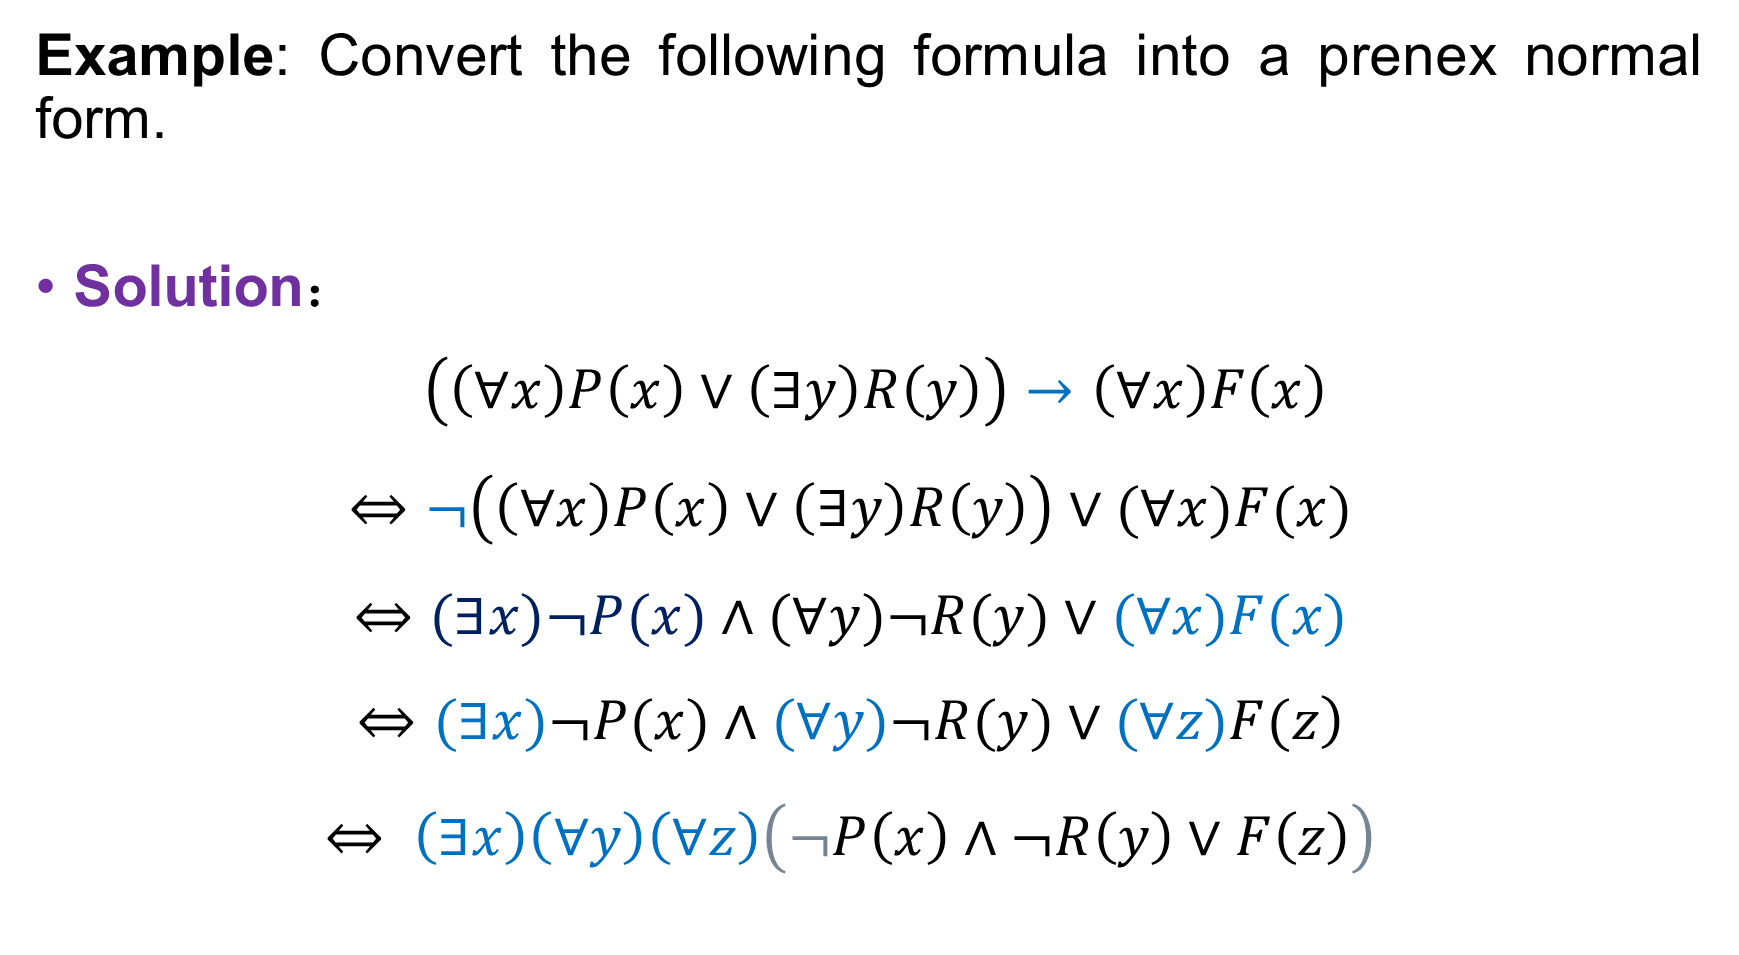 Example: Convert the following formula into a prenex normal
form.
• Solution：
((∀x)P(x) ∨ (∃y)R(y)) → (∀x)F(x)
⇔ ¬((∀x)P(x) ∨ (∃y)R(y)) ∨ (∀x)F(x)
⇔ (∃x)¬P(x) ∧ (∀y)¬R(y) ∨ (∀x)F(x)
⇔ (∃x)¬P(x) ∧ (∀y)¬R(y) ∨ (∀z)F(z)
⇔ (∃x)(∀y)(∀z)(¬P(x) ∧ ¬R(y) ∨ F(z))